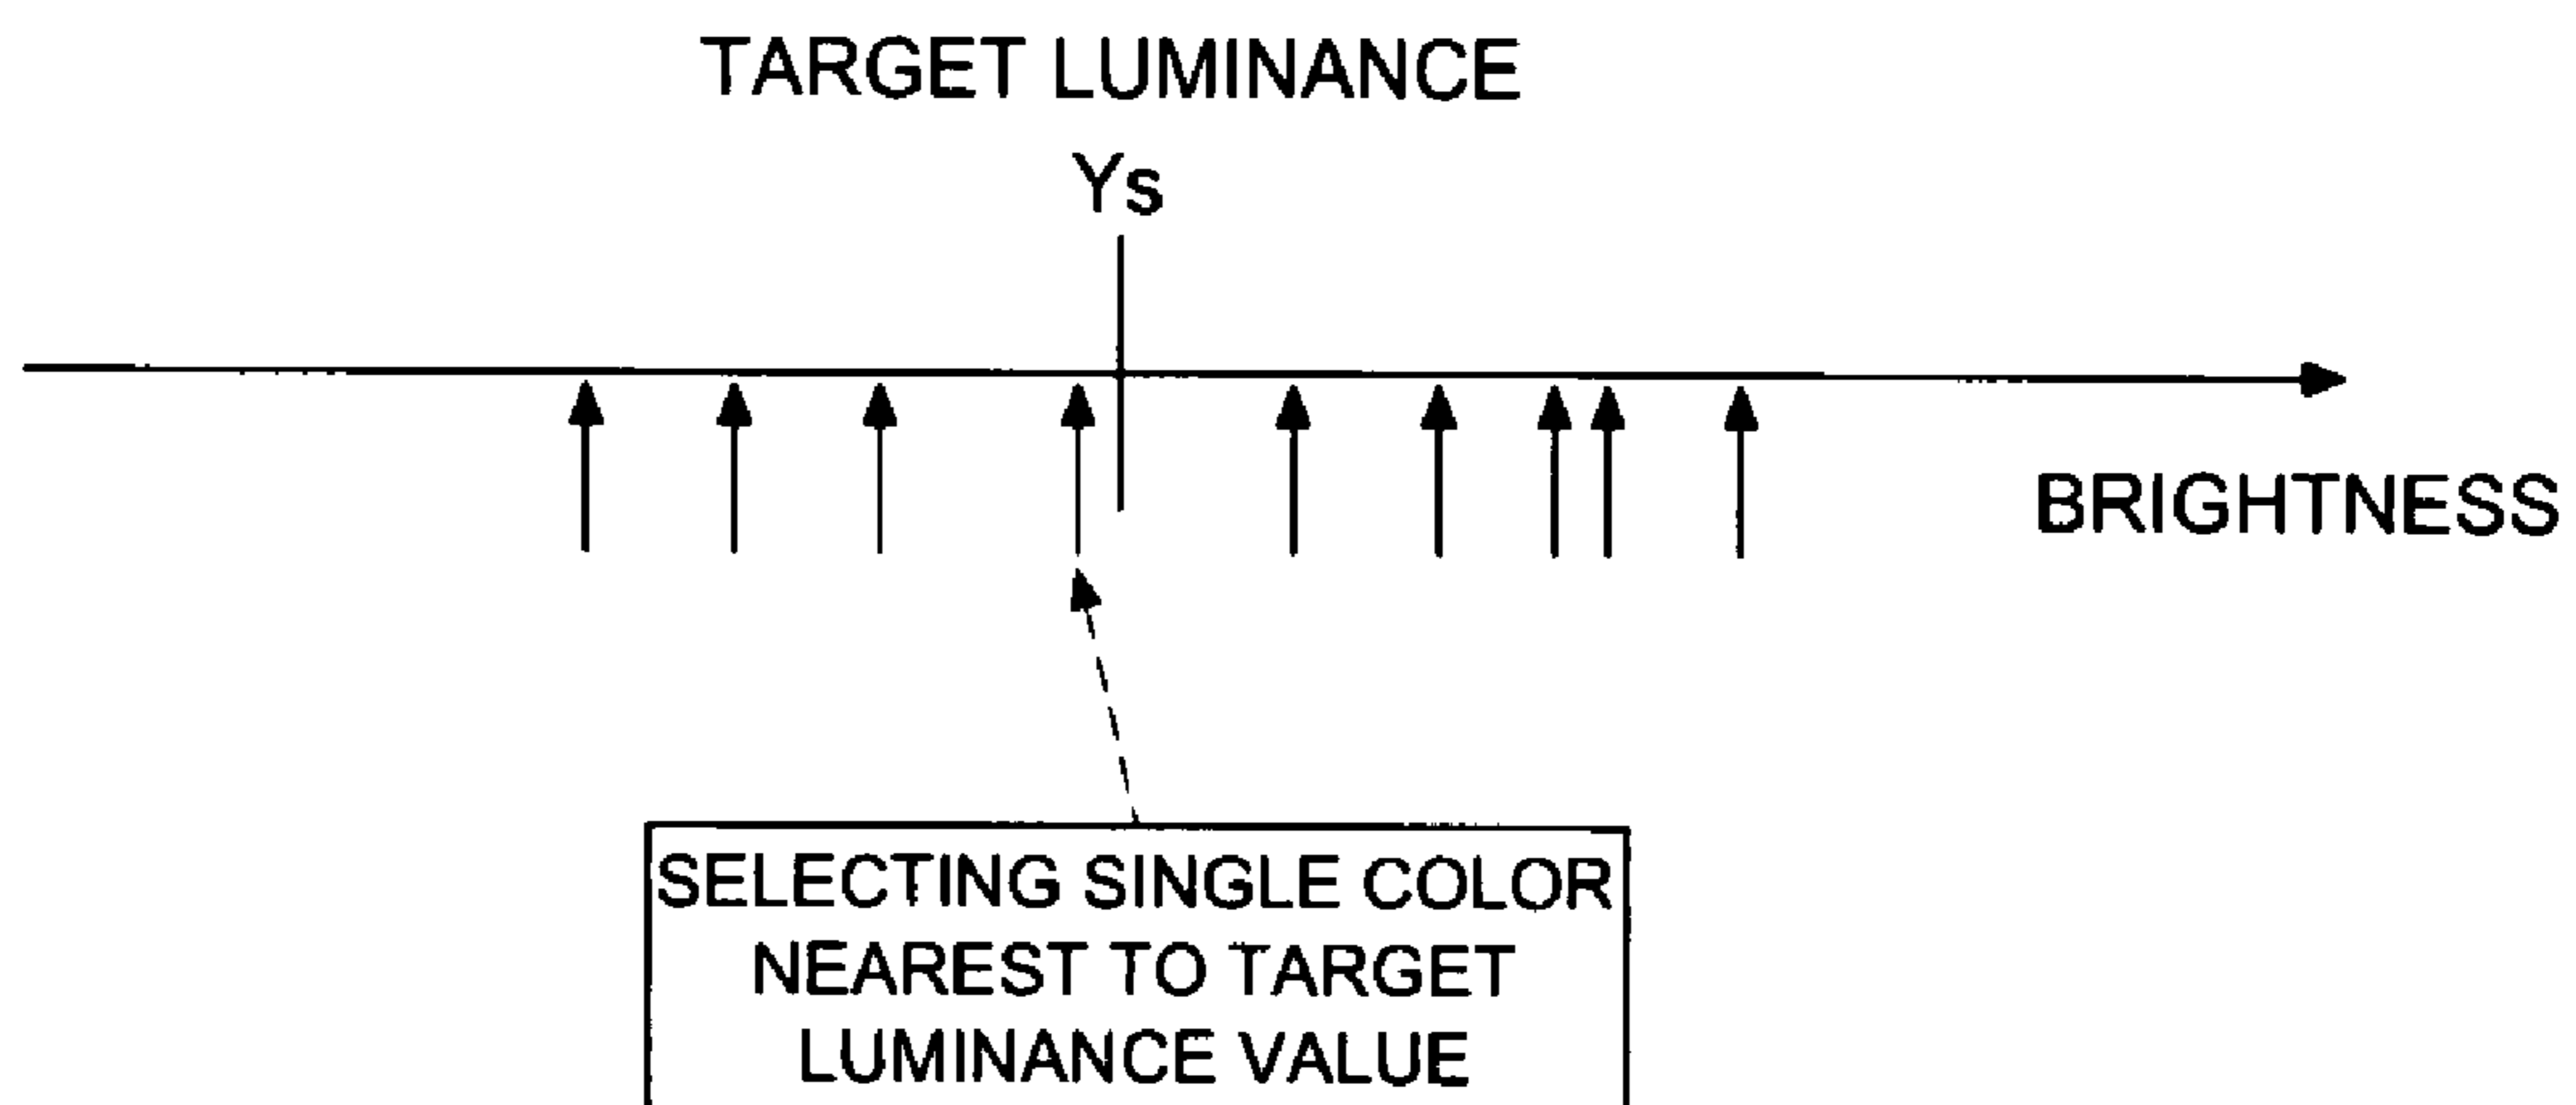 TARGET LUMINANCE
Ys
BRIGHTNESS
SELECTING SINGLE COLOR
NEAREST TO TARGET
LUMINANCE VALUE